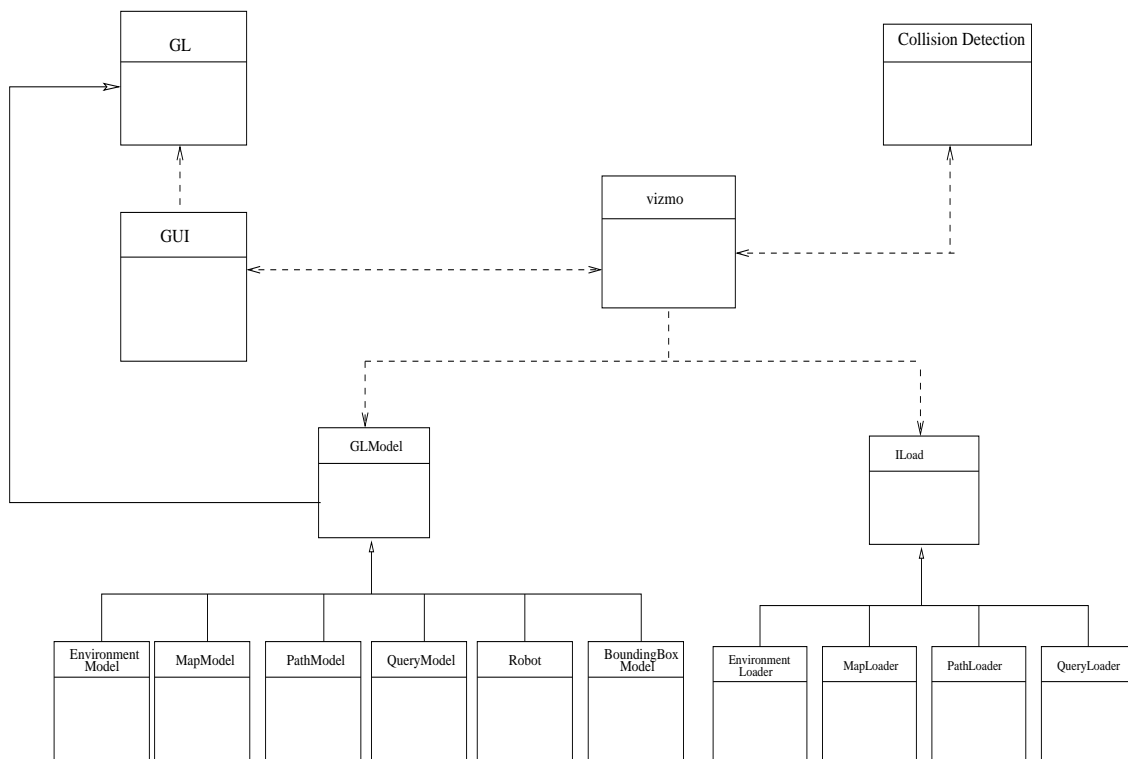 GL
Collision Detection
vizmo
GUI
GLModel
ILoad
Environment
Model
MapModel
PathModel
QueryModel
Robot
BoundingBox
Model
Environment
Loader
MapLoader
PathLoader
QueryLoader